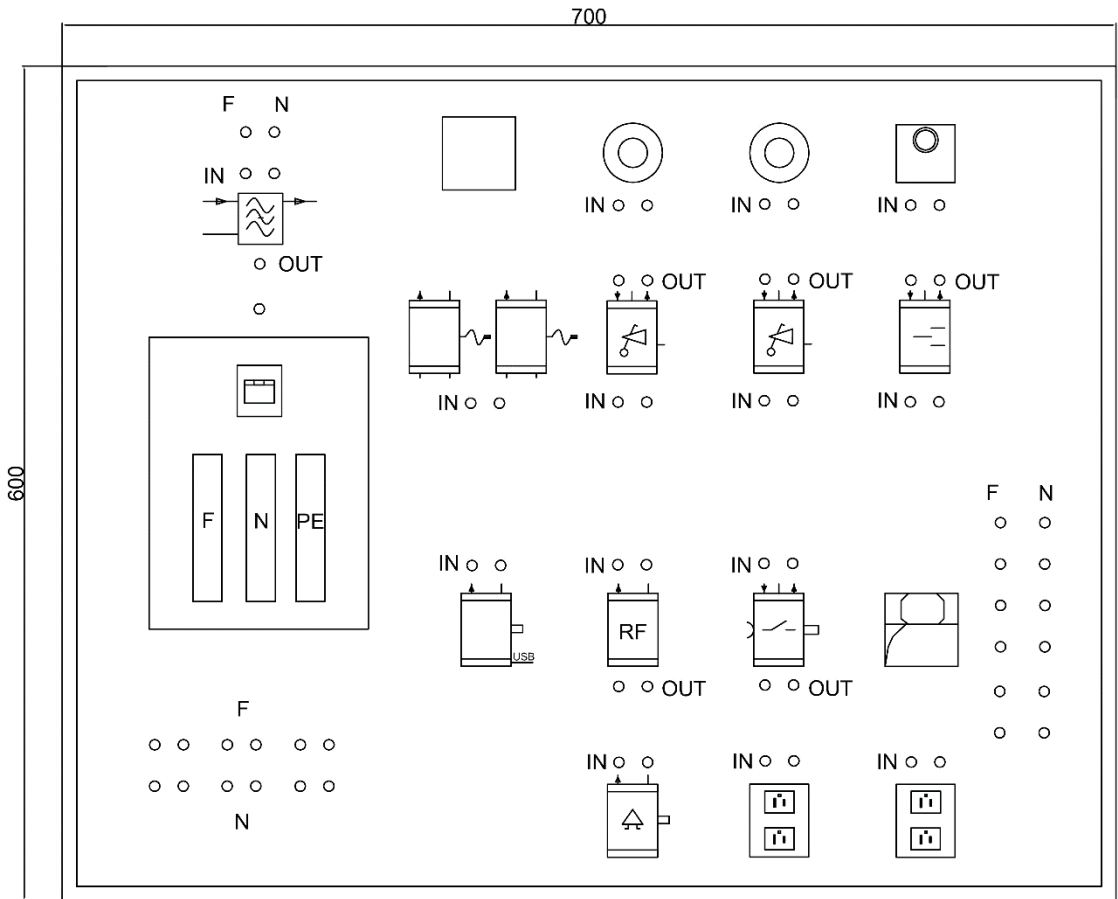 700
600
F N
IN
IN IN IN
OUT
OUT OUT OUT
IN IN IN IN
F N PE
F N
IN IN IN
RF
USB
OUT OUT
F
IN IN IN
N